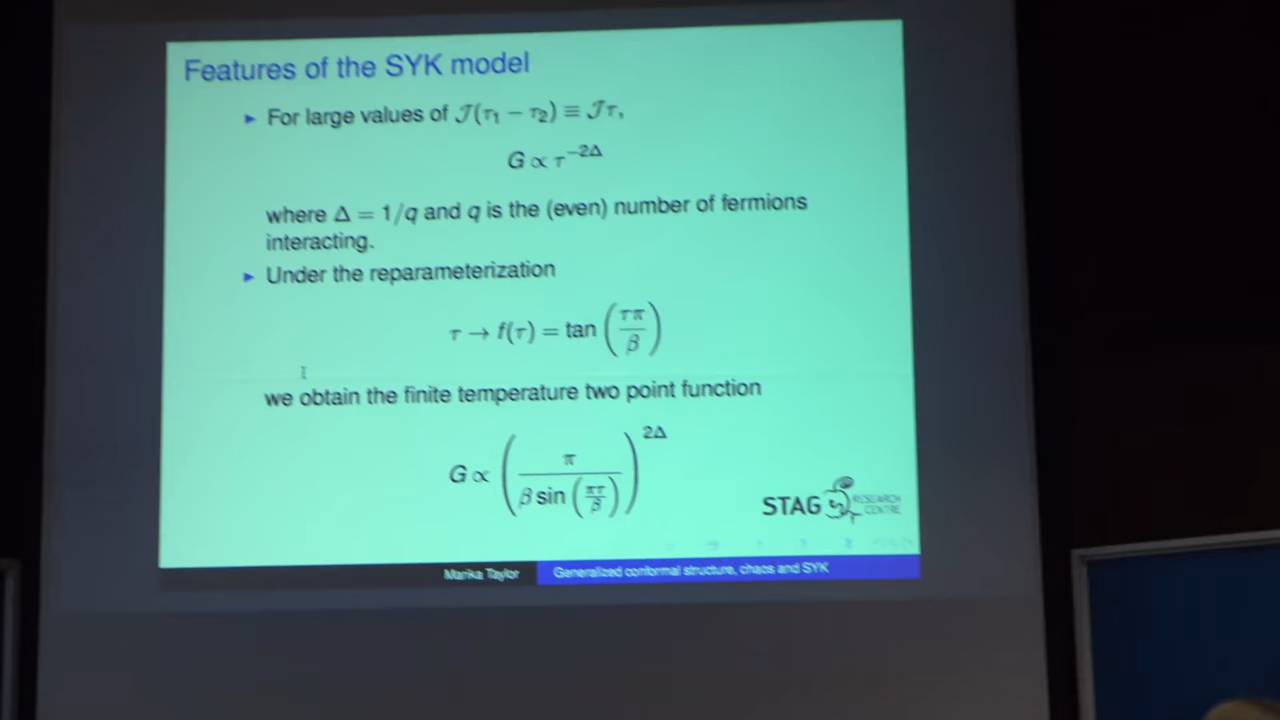 Features of the SYK model
► For large values of 𝒥(τ₁ − τ₂) ≡ 𝒥τ,
G ∝ τ^{−2Δ}
where Δ = 1/q and q is the (even) number of fermions
interacting.
► Under the reparameterization
τ → f(τ) = tan (τπ/β)
we obtain the finite temperature two point function
G ∝ (π / (β sin (πτ/β)))^{2Δ}
STAG RESEARCH
CENTRE
Marika Taylor Generalized conformal structure, chaos and SYK